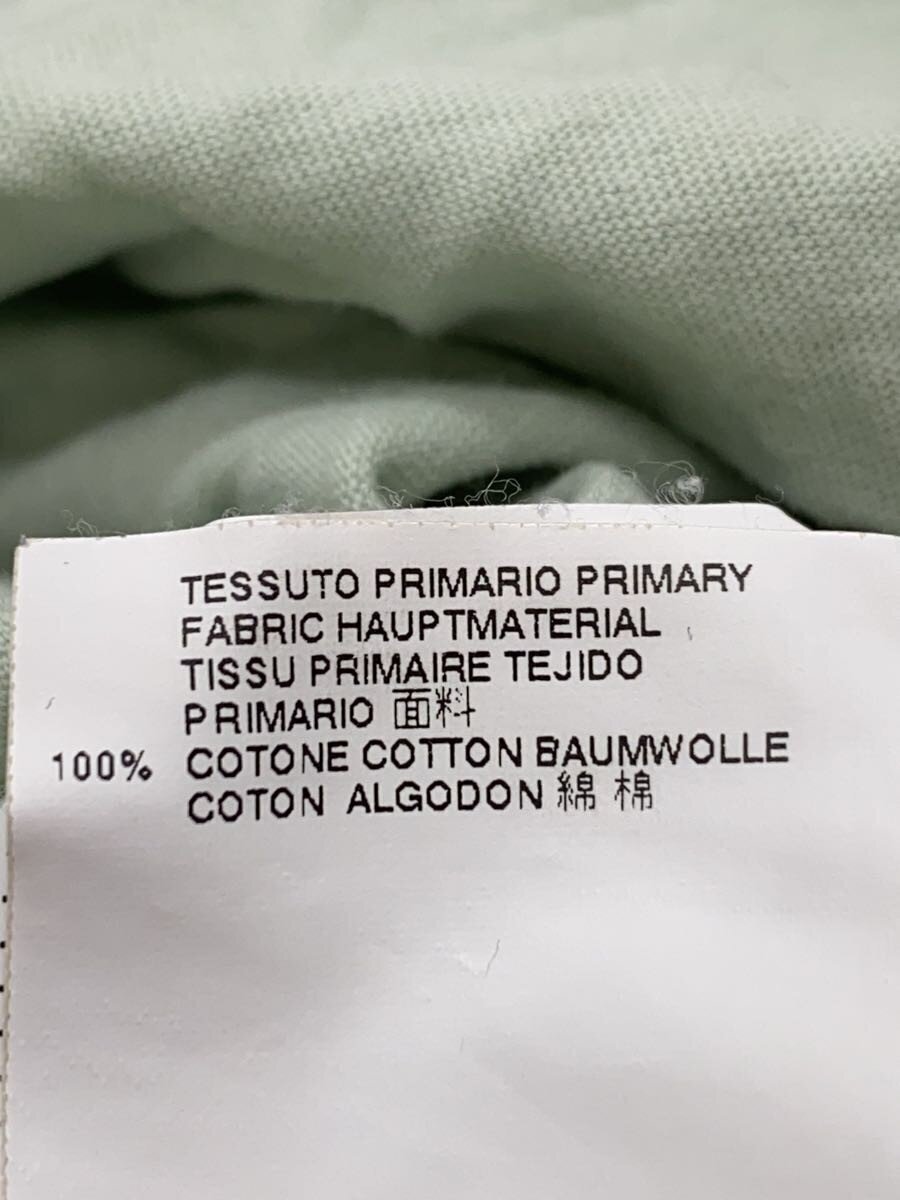 TESSUTO PRIMARIO PRIMARY
FABRIC HAUPTMATERIAL
TISSU PRIMAIRE TEJIDO
PRIMARIO 面料
100% COTONE COTTON BAUMWOLLE
COTON ALGODON 綿 棉